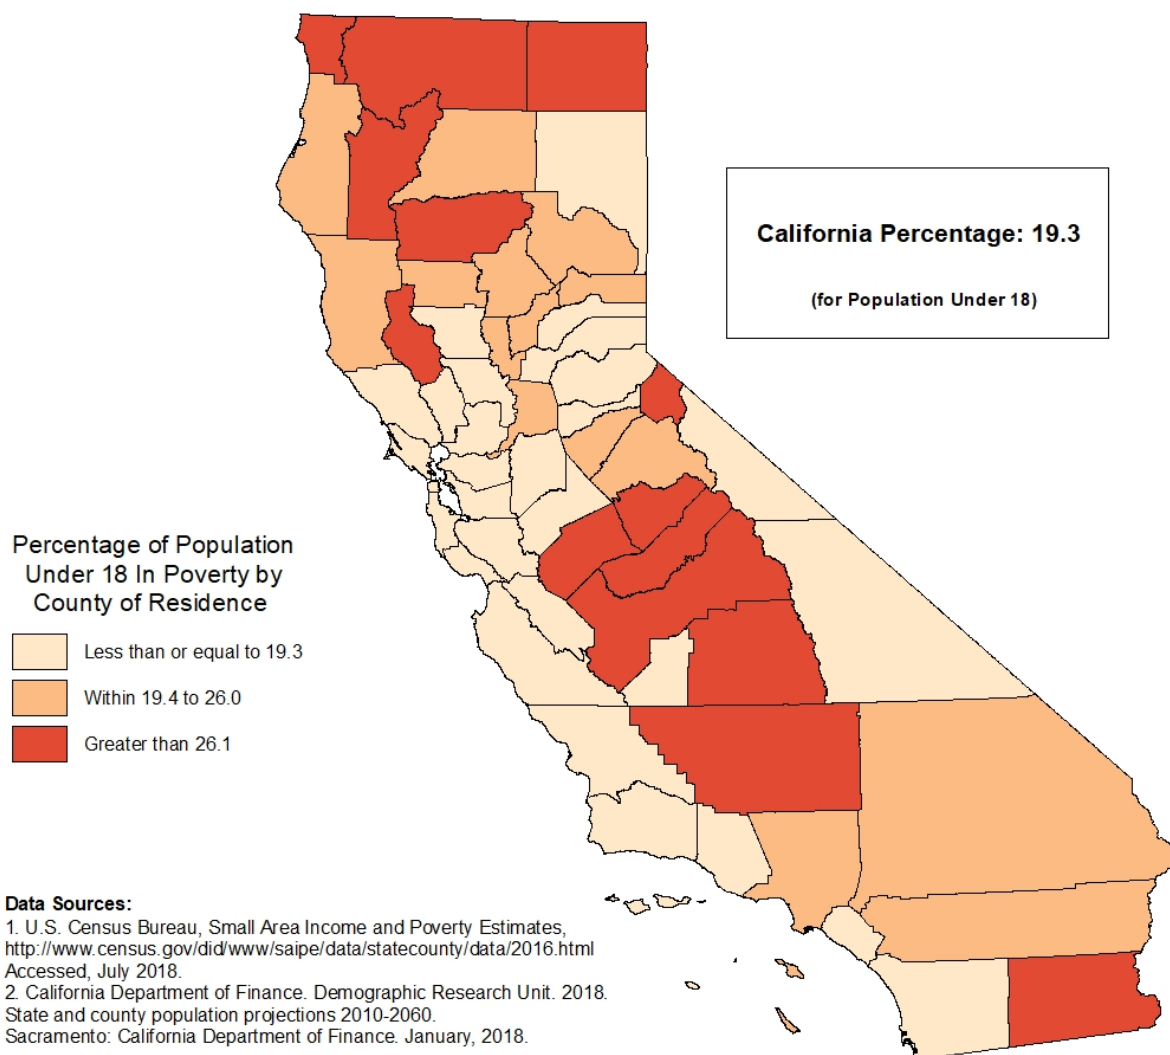 California Percentage: 19.3
(for Population Under 18)
Percentage of Population
Under 18 In Poverty by
County of Residence
Less than or equal to 19.3
Within 19.4 to 26.0
Greater than 26.1
Data Sources:
1. U.S. Census Bureau, Small Area Income and Poverty Estimates,
http://www.census.gov/did/www/saipe/data/statecounty/data/2016.html
Accessed, July 2018.
2. California Department of Finance. Demographic Research Unit. 2018.
State and county population projections 2010-2060.
Sacramento: California Department of Finance. January, 2018.